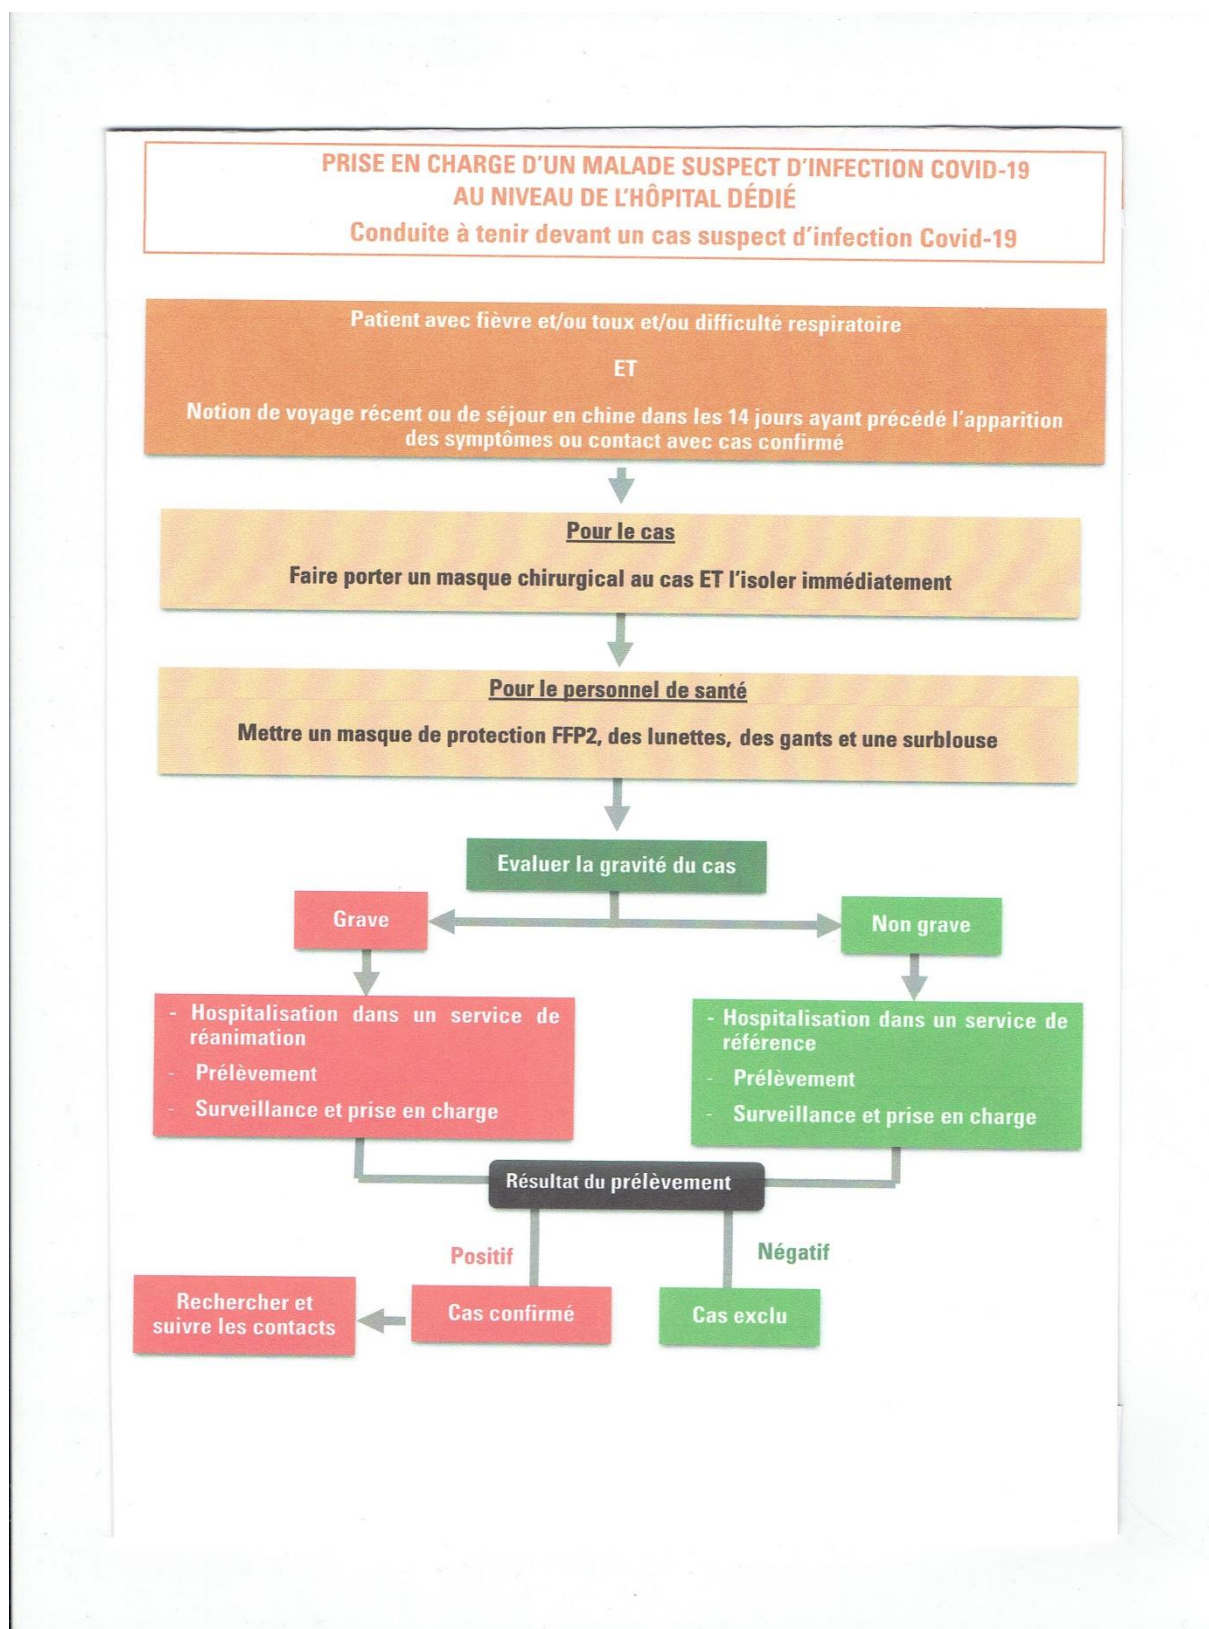 PRISE EN CHARGE D'UN MALADE SUSPECT D'INFECTION COVID-19
AU NIVEAU DE L'HÔPITAL DÉDIÉ
Conduite à tenir devant un cas suspect d'infection Covid-19
Patient avec fièvre et/ou toux et/ou difficulté respiratoire
ET
Notion de voyage récent ou de séjour en chine dans les 14 jours ayant précédé l'apparition
des symptômes ou contact avec cas confirmé
Pour le cas
Faire porter un masque chirurgical au cas ET l'isoler immédiatement
Pour le personnel de santé
Mettre un masque de protection FFP2, des lunettes, des gants et une surblouse
Evaluer la gravité du cas
Grave
Non grave
- Hospitalisation dans un service de
réanimation
- Prélèvement
- Surveillance et prise en charge
- Hospitalisation dans un service de
référence
- Prélèvement
- Surveillance et prise en charge
Résultat du prélèvement
Positif
Négatif
Rechercher et
suivre les contacts
Cas confirmé
Cas exclu